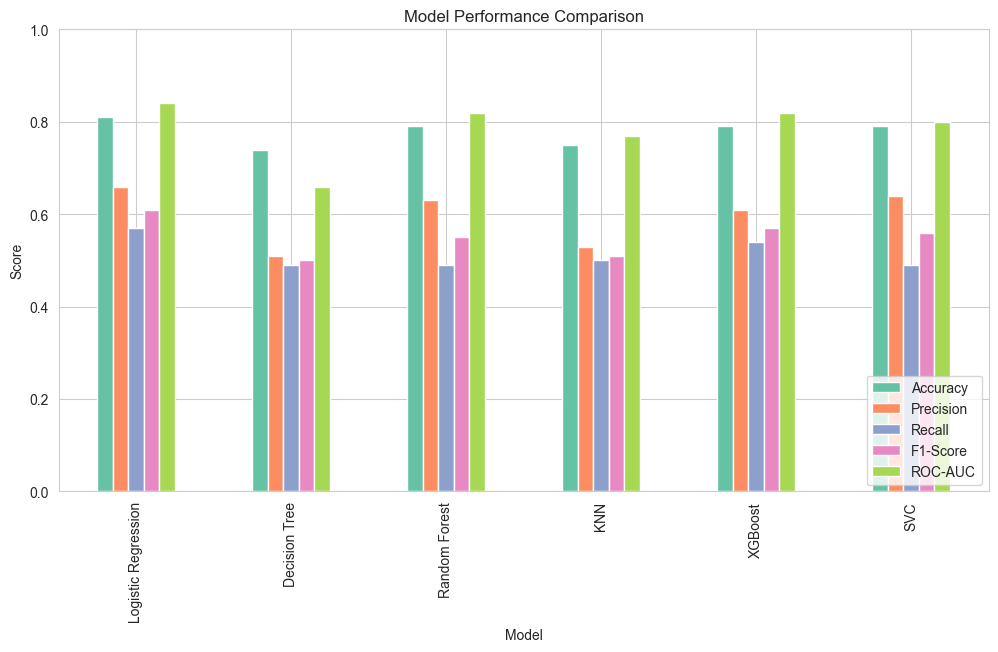 Model Performance Comparison
1.0
0.8
0.6
0.4
0.2
0.0
Score
Accuracy
Precision
Recall
F1-Score
ROC-AUC
Logistic Regression
Decision Tree
Random Forest
KNN
XGBoost
SVC
Model